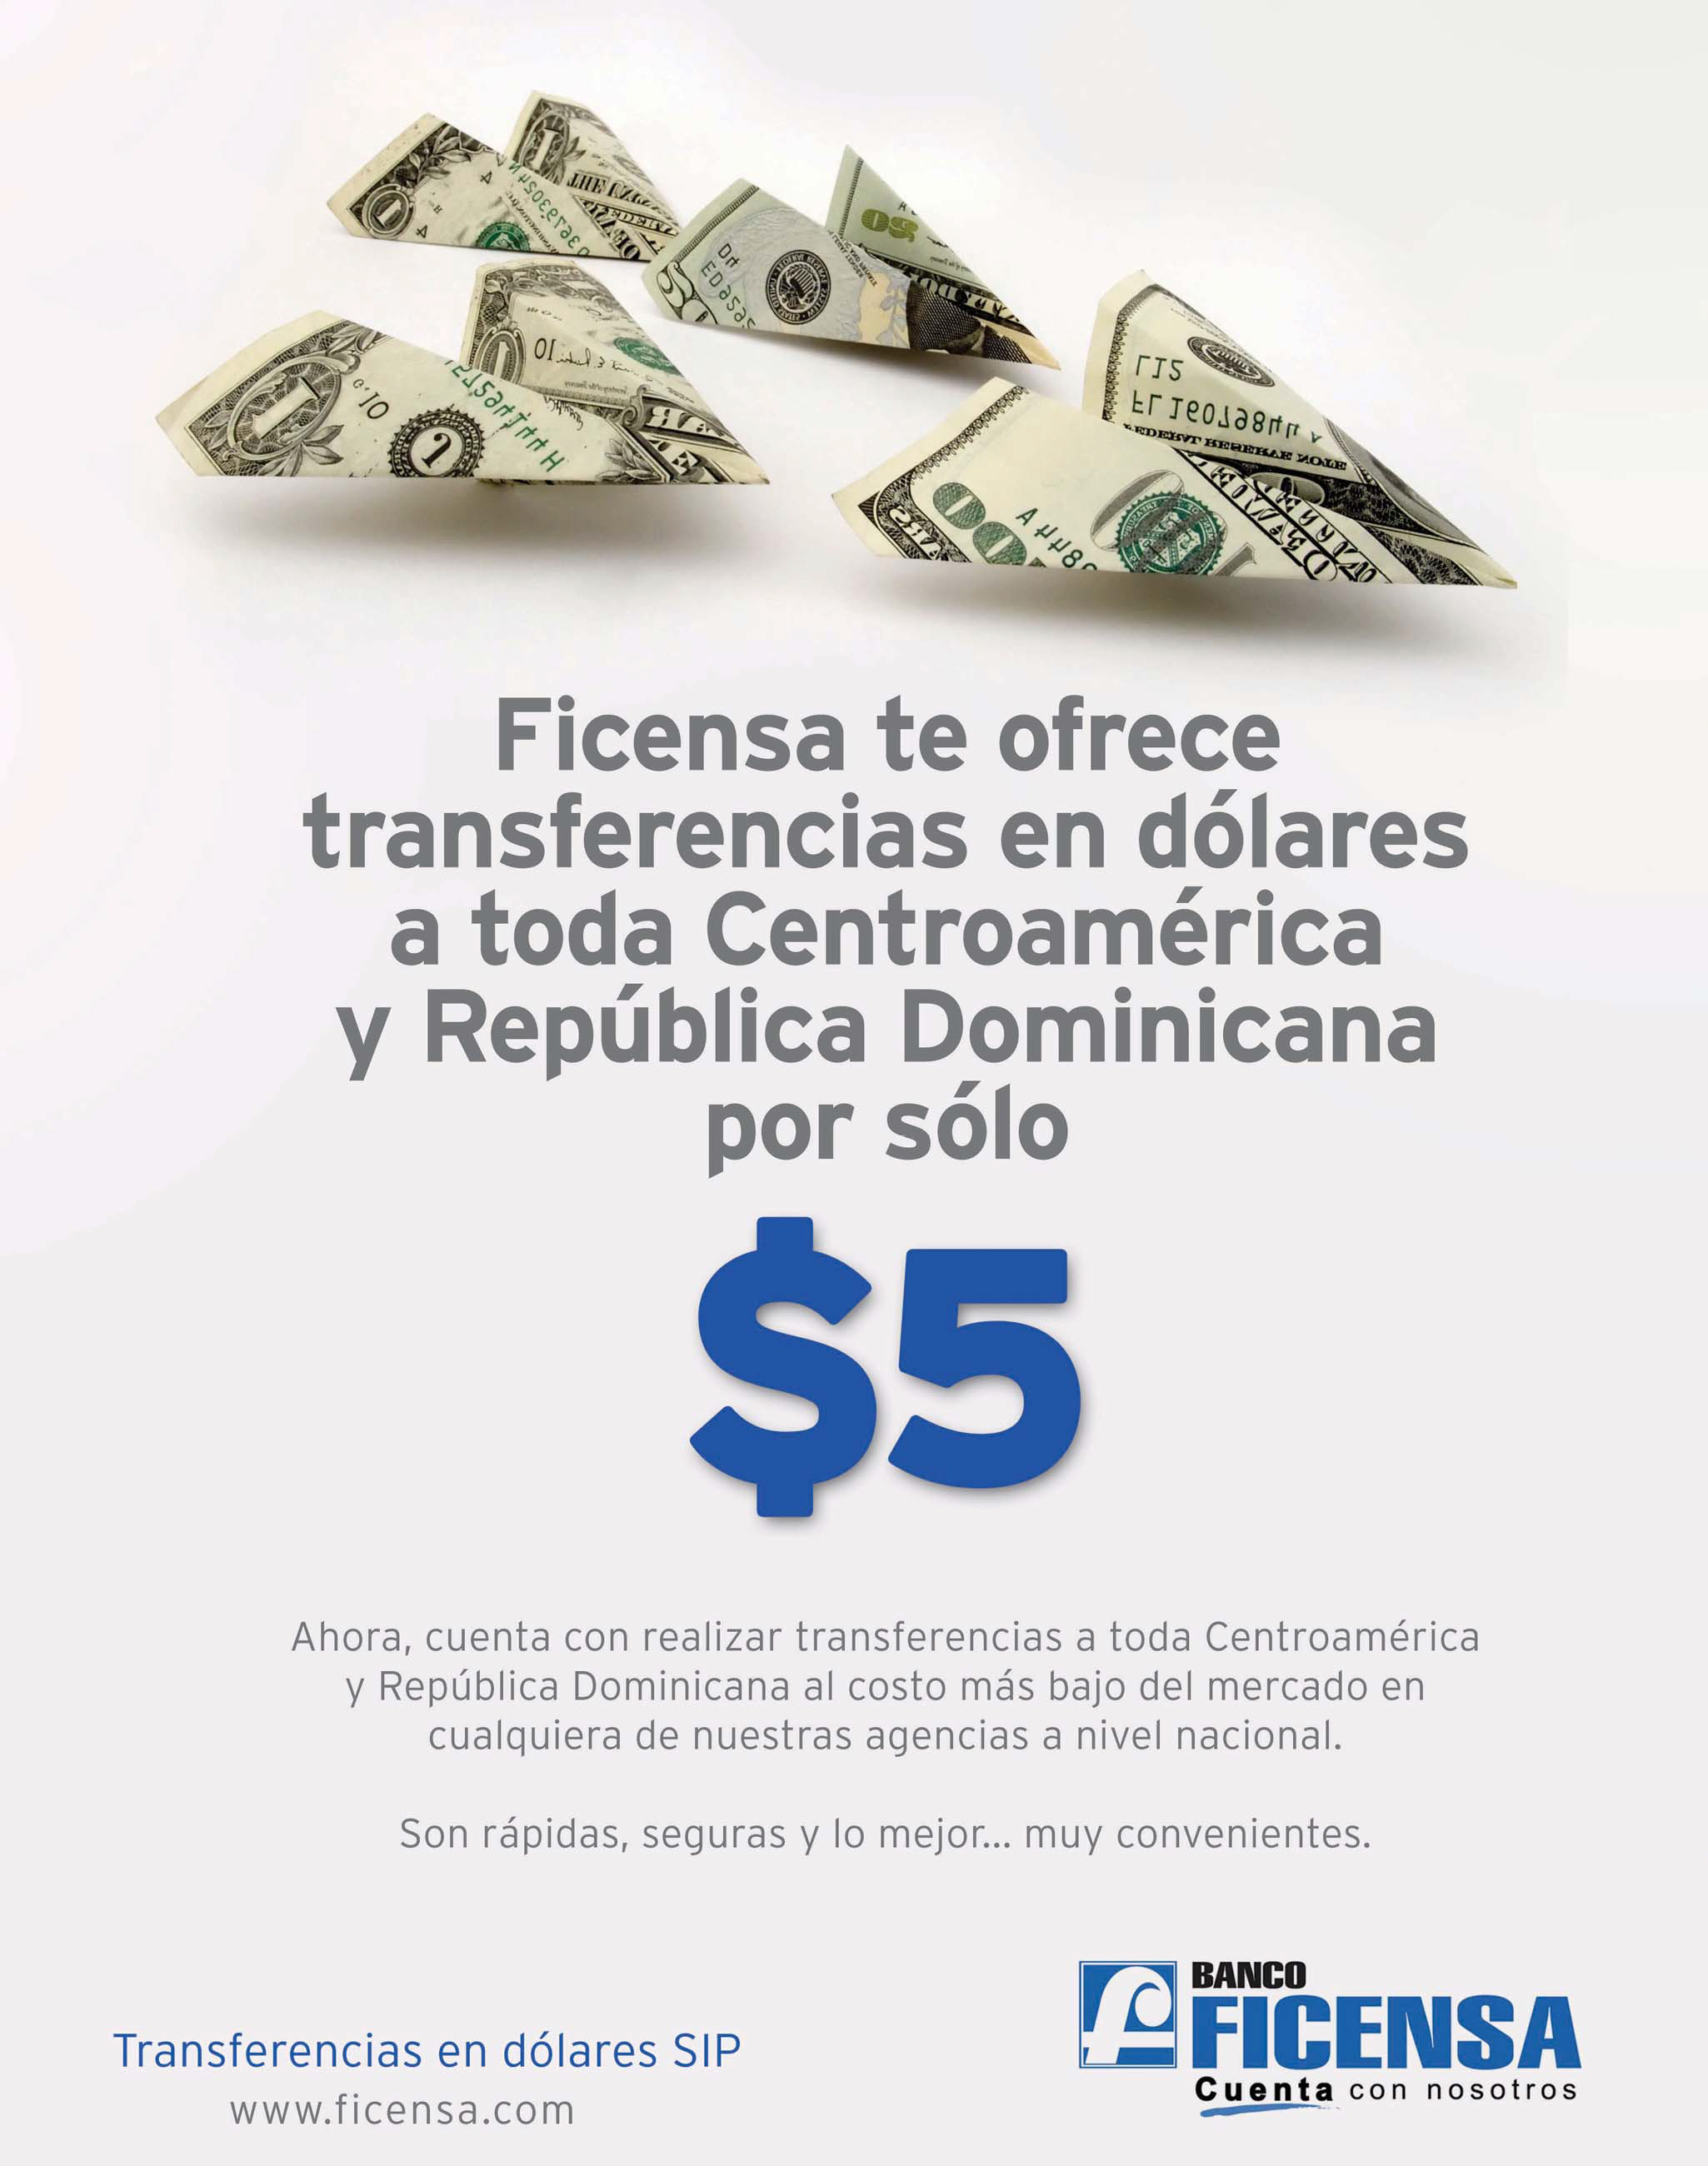 Ficensa te ofrece
transferencias en dólares
a toda Centroamérica
y República Dominicana
por sólo
$5
Ahora, cuenta con realizar transferencias a toda Centroamérica
y República Dominicana al costo más bajo del mercado en
cualquiera de nuestras agencias a nivel nacional.
Son rápidas, seguras y lo mejor... muy convenientes.
Transferencias en dólares SIP
www.ficensa.com
BANCO
FICENSA
Cuenta con nosotros